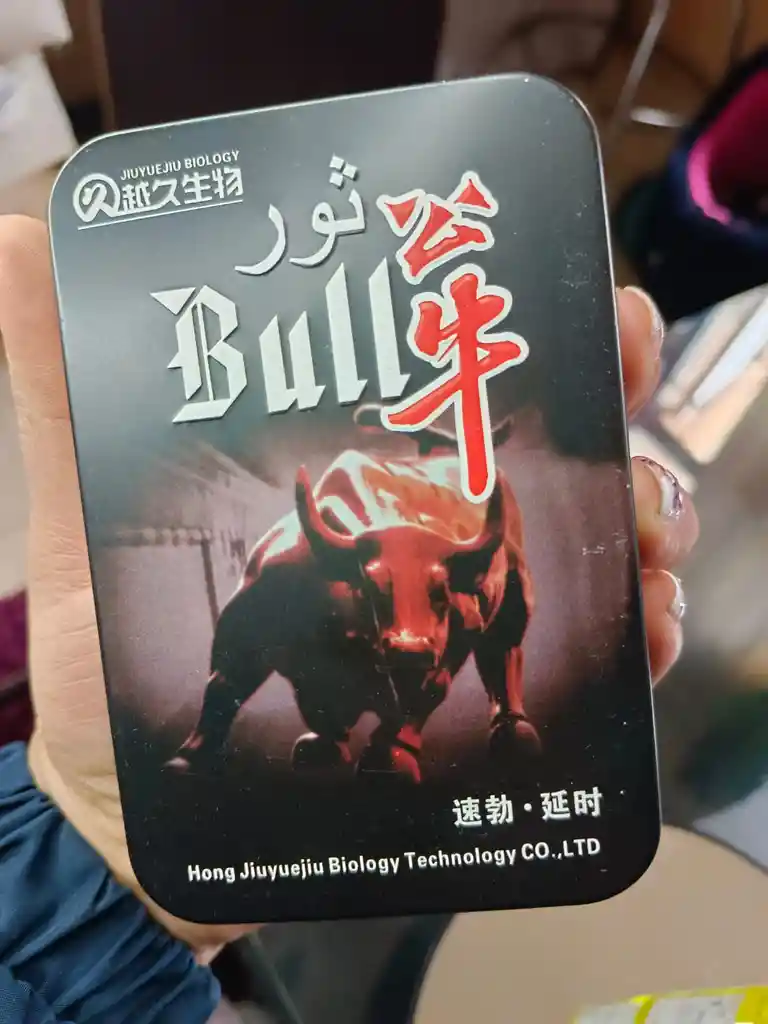 JIUYUEJIU BIOLOGY
越久生物
ثور
Bull
公牛
速勃·延时
Hong Jiuyuejiu Biology Technology CO.,LTD